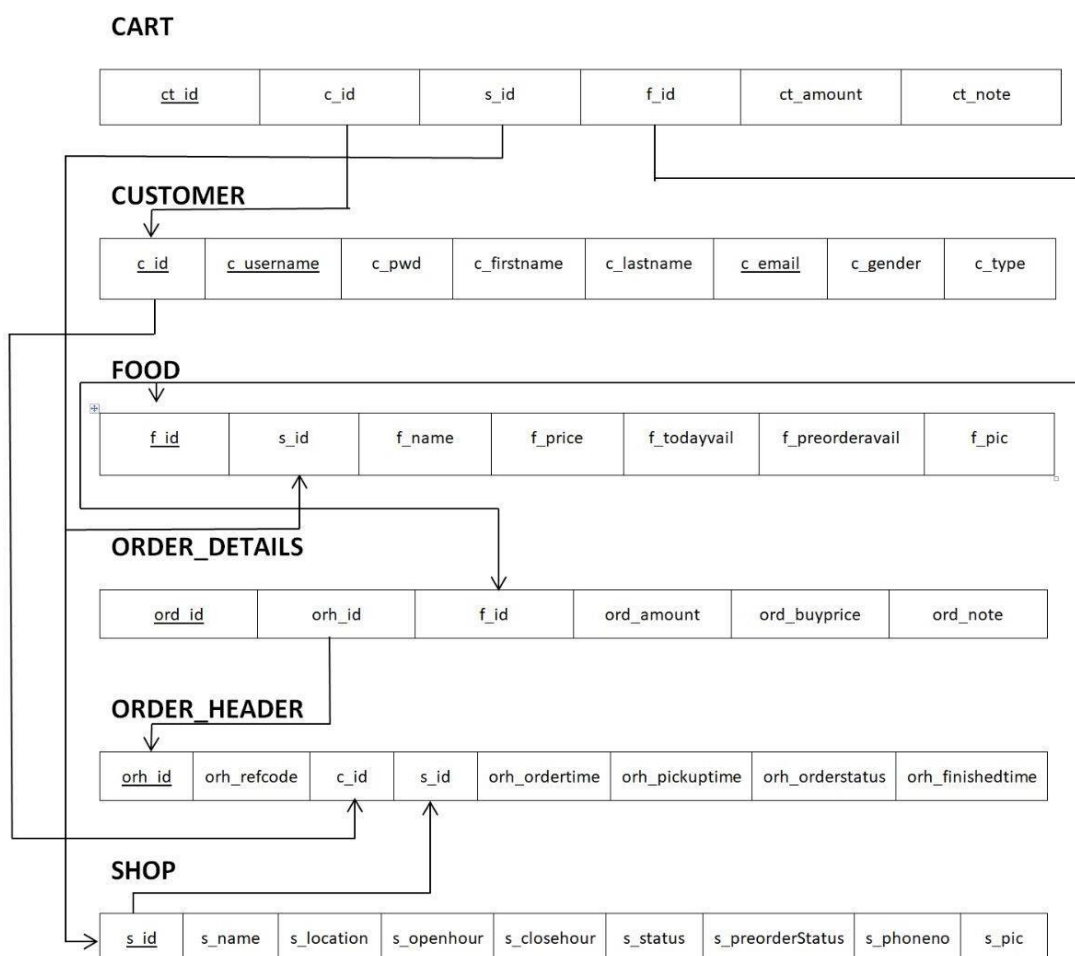 CART
ct_id c_id s_id f_id ct_amount ct_note
CUSTOMER
c_id c_username c_pwd c_firstname c_lastname c_email c_gender c_type
FOOD
f_id s_id f_name f_price f_todayvail f_preorderavail f_pic
ORDER_DETAILS
ord_id orh_id f_id ord_amount ord_buyprice ord_note
ORDER_HEADER
orh_id orh_refcode c_id s_id orh_ordertime orh_pickuptime orh_orderstatus orh_finishedtime
SHOP
s_id s_name s_location s_openhour s_closehour s_status s_preorderStatus s_phoneno s_pic